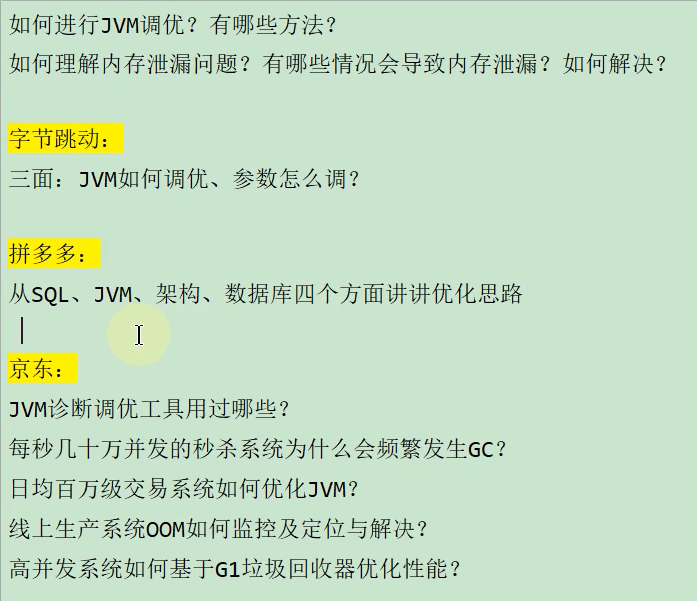 如何进行JVM调优？有哪些方法？
如何理解内存泄漏问题？有哪些情况会导致内存泄漏？如何解决？
字节跳动：
三面：JVM如何调优、参数怎么调？
拼多多：
从SQL、JVM、架构、数据库四个方面讲讲优化思路
京东：
JVM诊断调优工具用过哪些？
每秒几十万并发的秒杀系统为什么会频繁发生GC？
日均百万级交易系统如何优化JVM？
线上生产系统OOM如何监控及定位与解决？
高并发系统如何基于G1垃圾回收器优化性能？